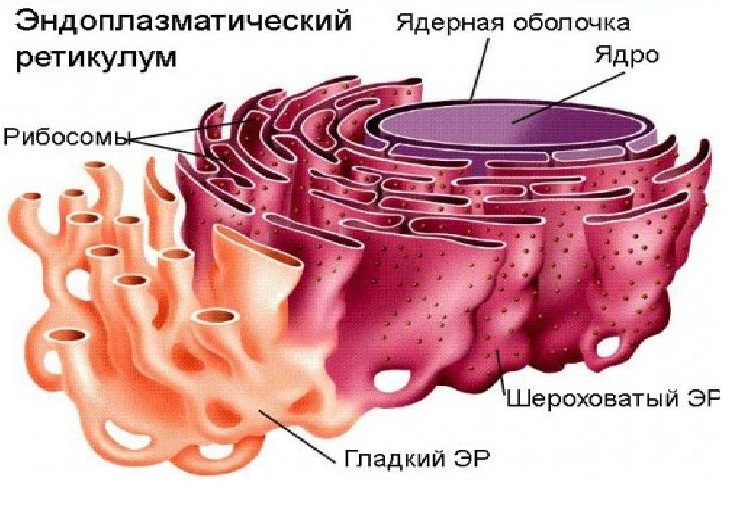 Эндоплазматический
ретикулум
Ядерная оболочка
Ядро
Рибосомы
Шероховатый ЭР
Гладкий ЭР